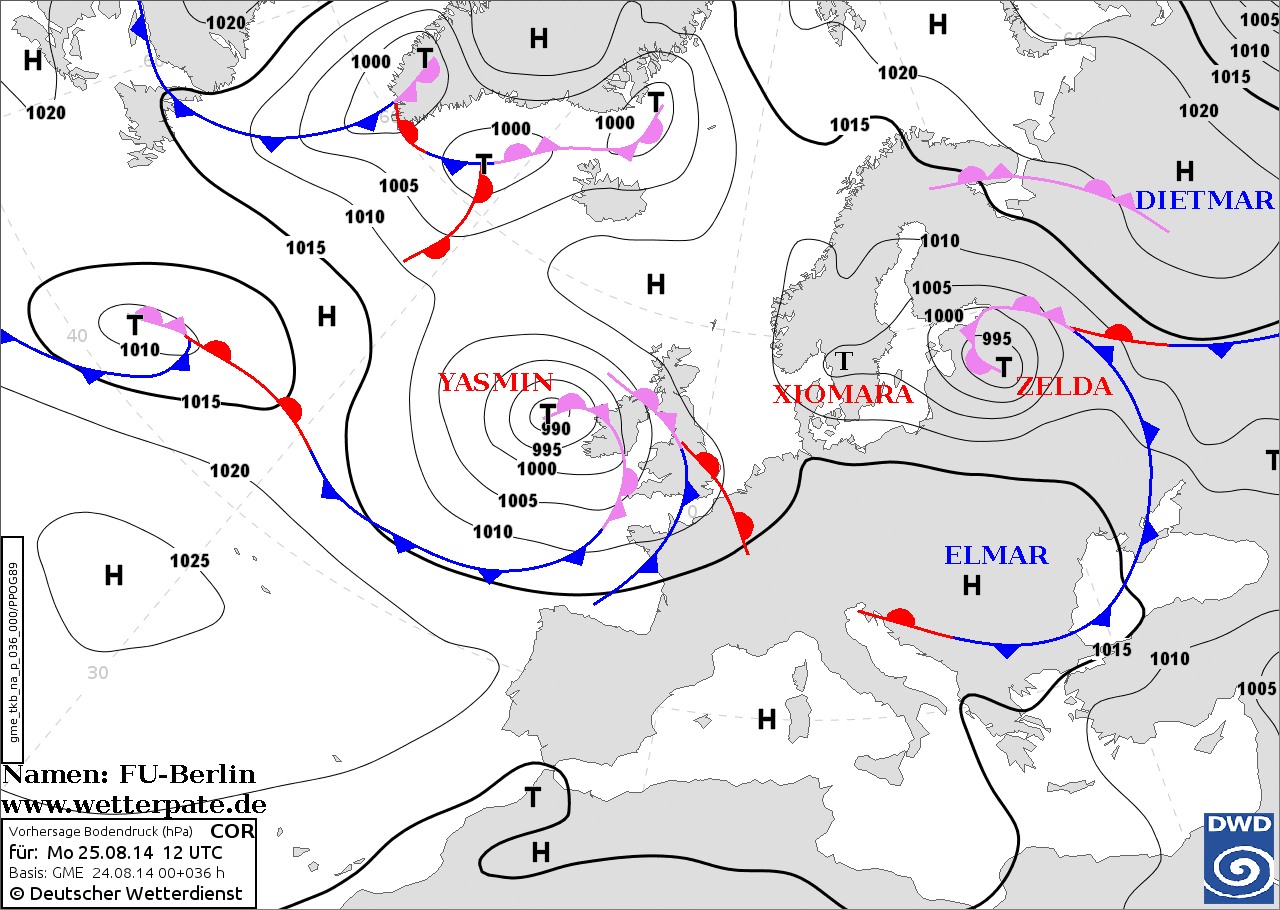 1020
H
T
1000
H
H
1005
1010
1015
1020
H
1020
T
1000
1000
1015
1020
60
T
H
DIETMAR
1005
1010
1015
1010
H
1005
H
T
40
1010
1000
995
T
T
ZELDA
YASMIN
XIOMARA
1015
T
990
995
1000
T
1020
1005
0
1010
H
1025
ELMAR
H
1015
1010
30
1005
H
T
H
gme_tkb_na_p_036_000/PPOG89
Namen: FU-Berlin
www.wetterpate.de
Vorhersage Bodendruck (hPa) COR
für: Mo 25.08.14 12 UTC
Basis: GME 24.08.14 00+036 h
© Deutscher Wetterdienst
DWD